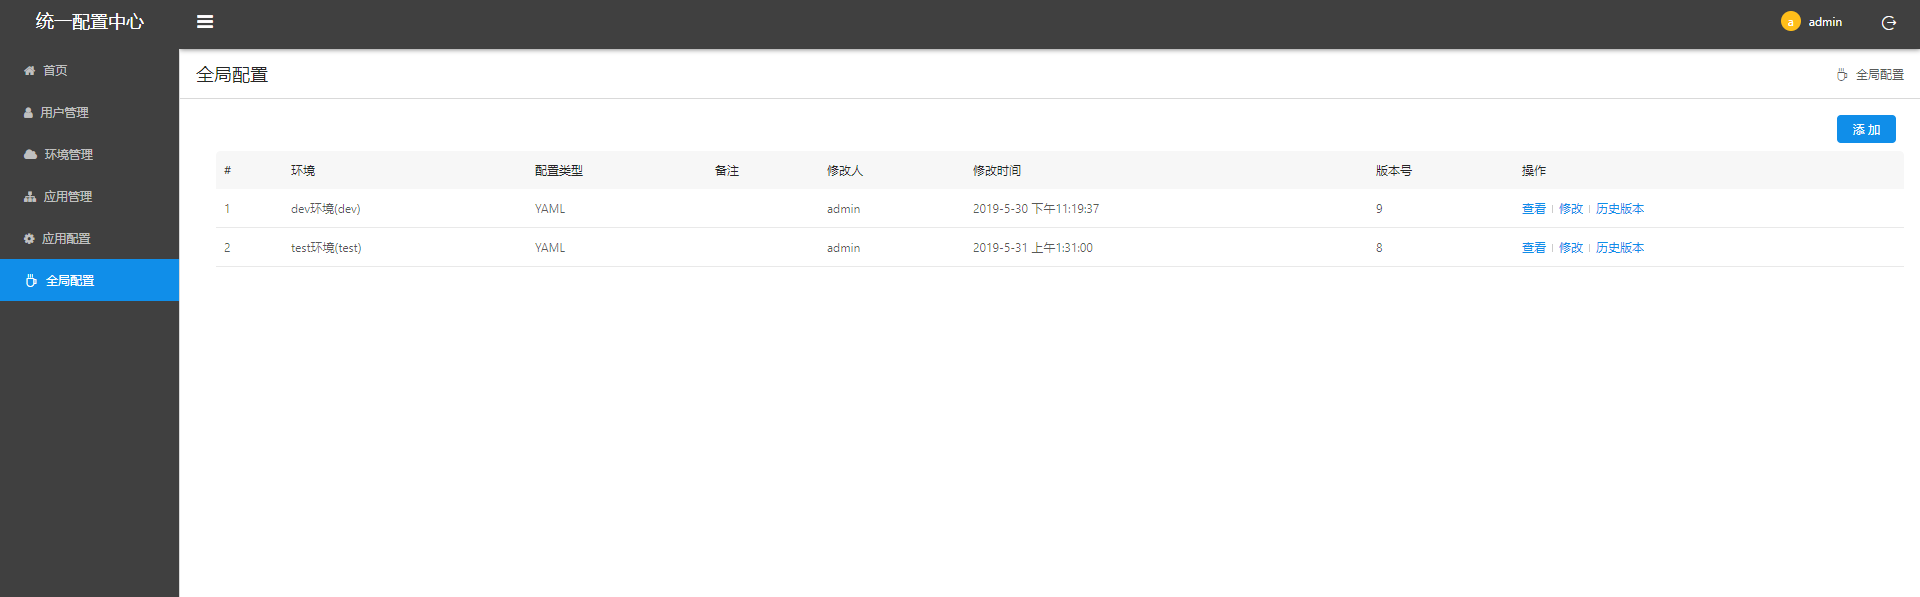 统一配置中心
a admin
首页
用户管理
环境管理
应用管理
应用配置
全局配置
全局配置
全局配置
添 加
# 环境 配置类型 备注 修改人 修改时间 版本号 操作
1 dev环境(dev) YAML admin 2019-5-30 下午11:19:37 9 查看 修改 历史版本
2 test环境(test) YAML admin 2019-5-31 上午1:31:00 8 查看 修改 历史版本